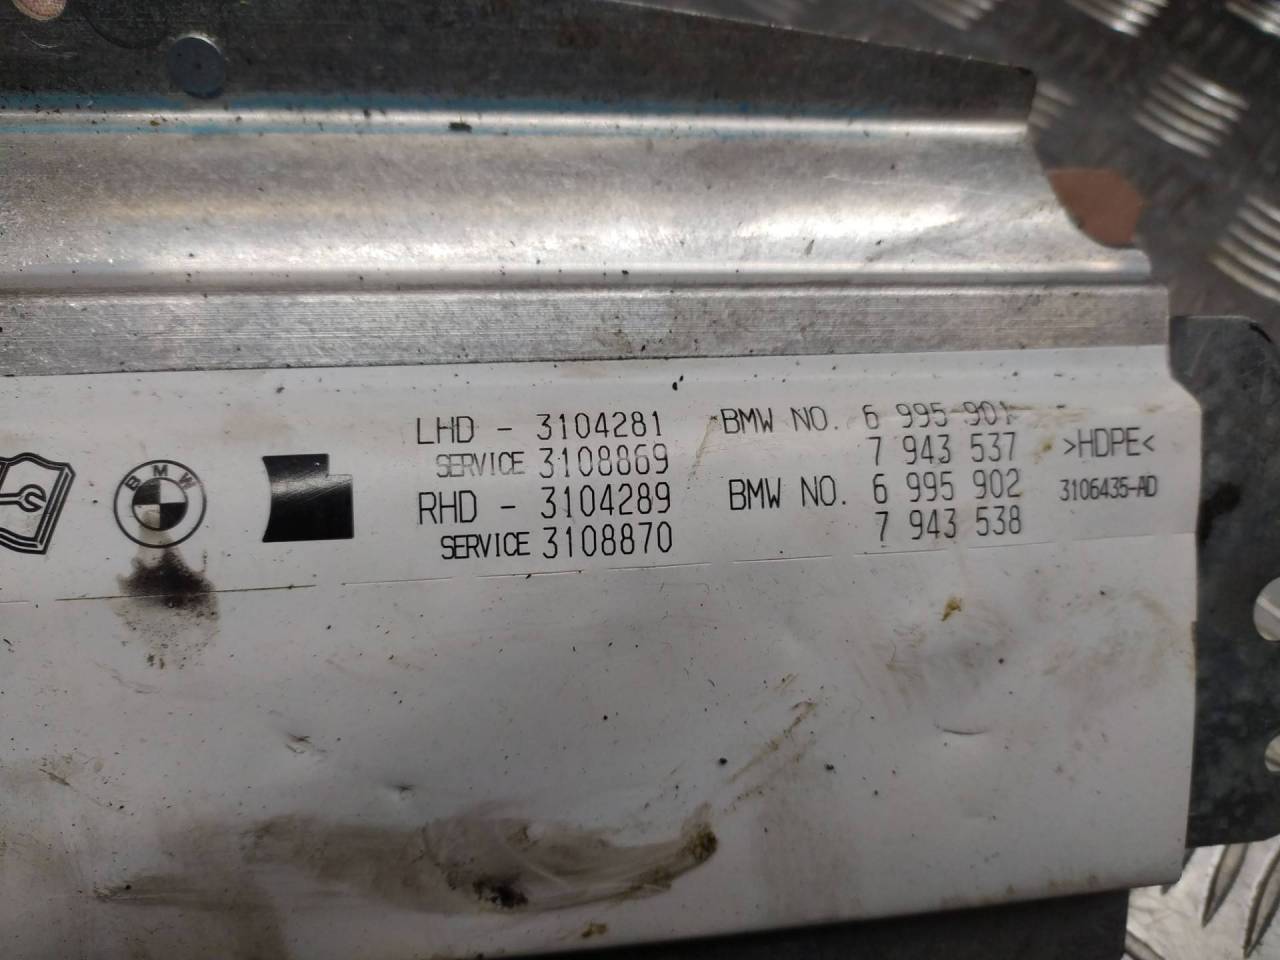 BMW
LHD - 3104281 BMW NO. 6 995 901
SERVICE 3108869 7 943 537 >HDPE<
RHD - 3104289 BMW NO. 6 995 902 3106435-AD
SERVICE 3108870 7 943 538